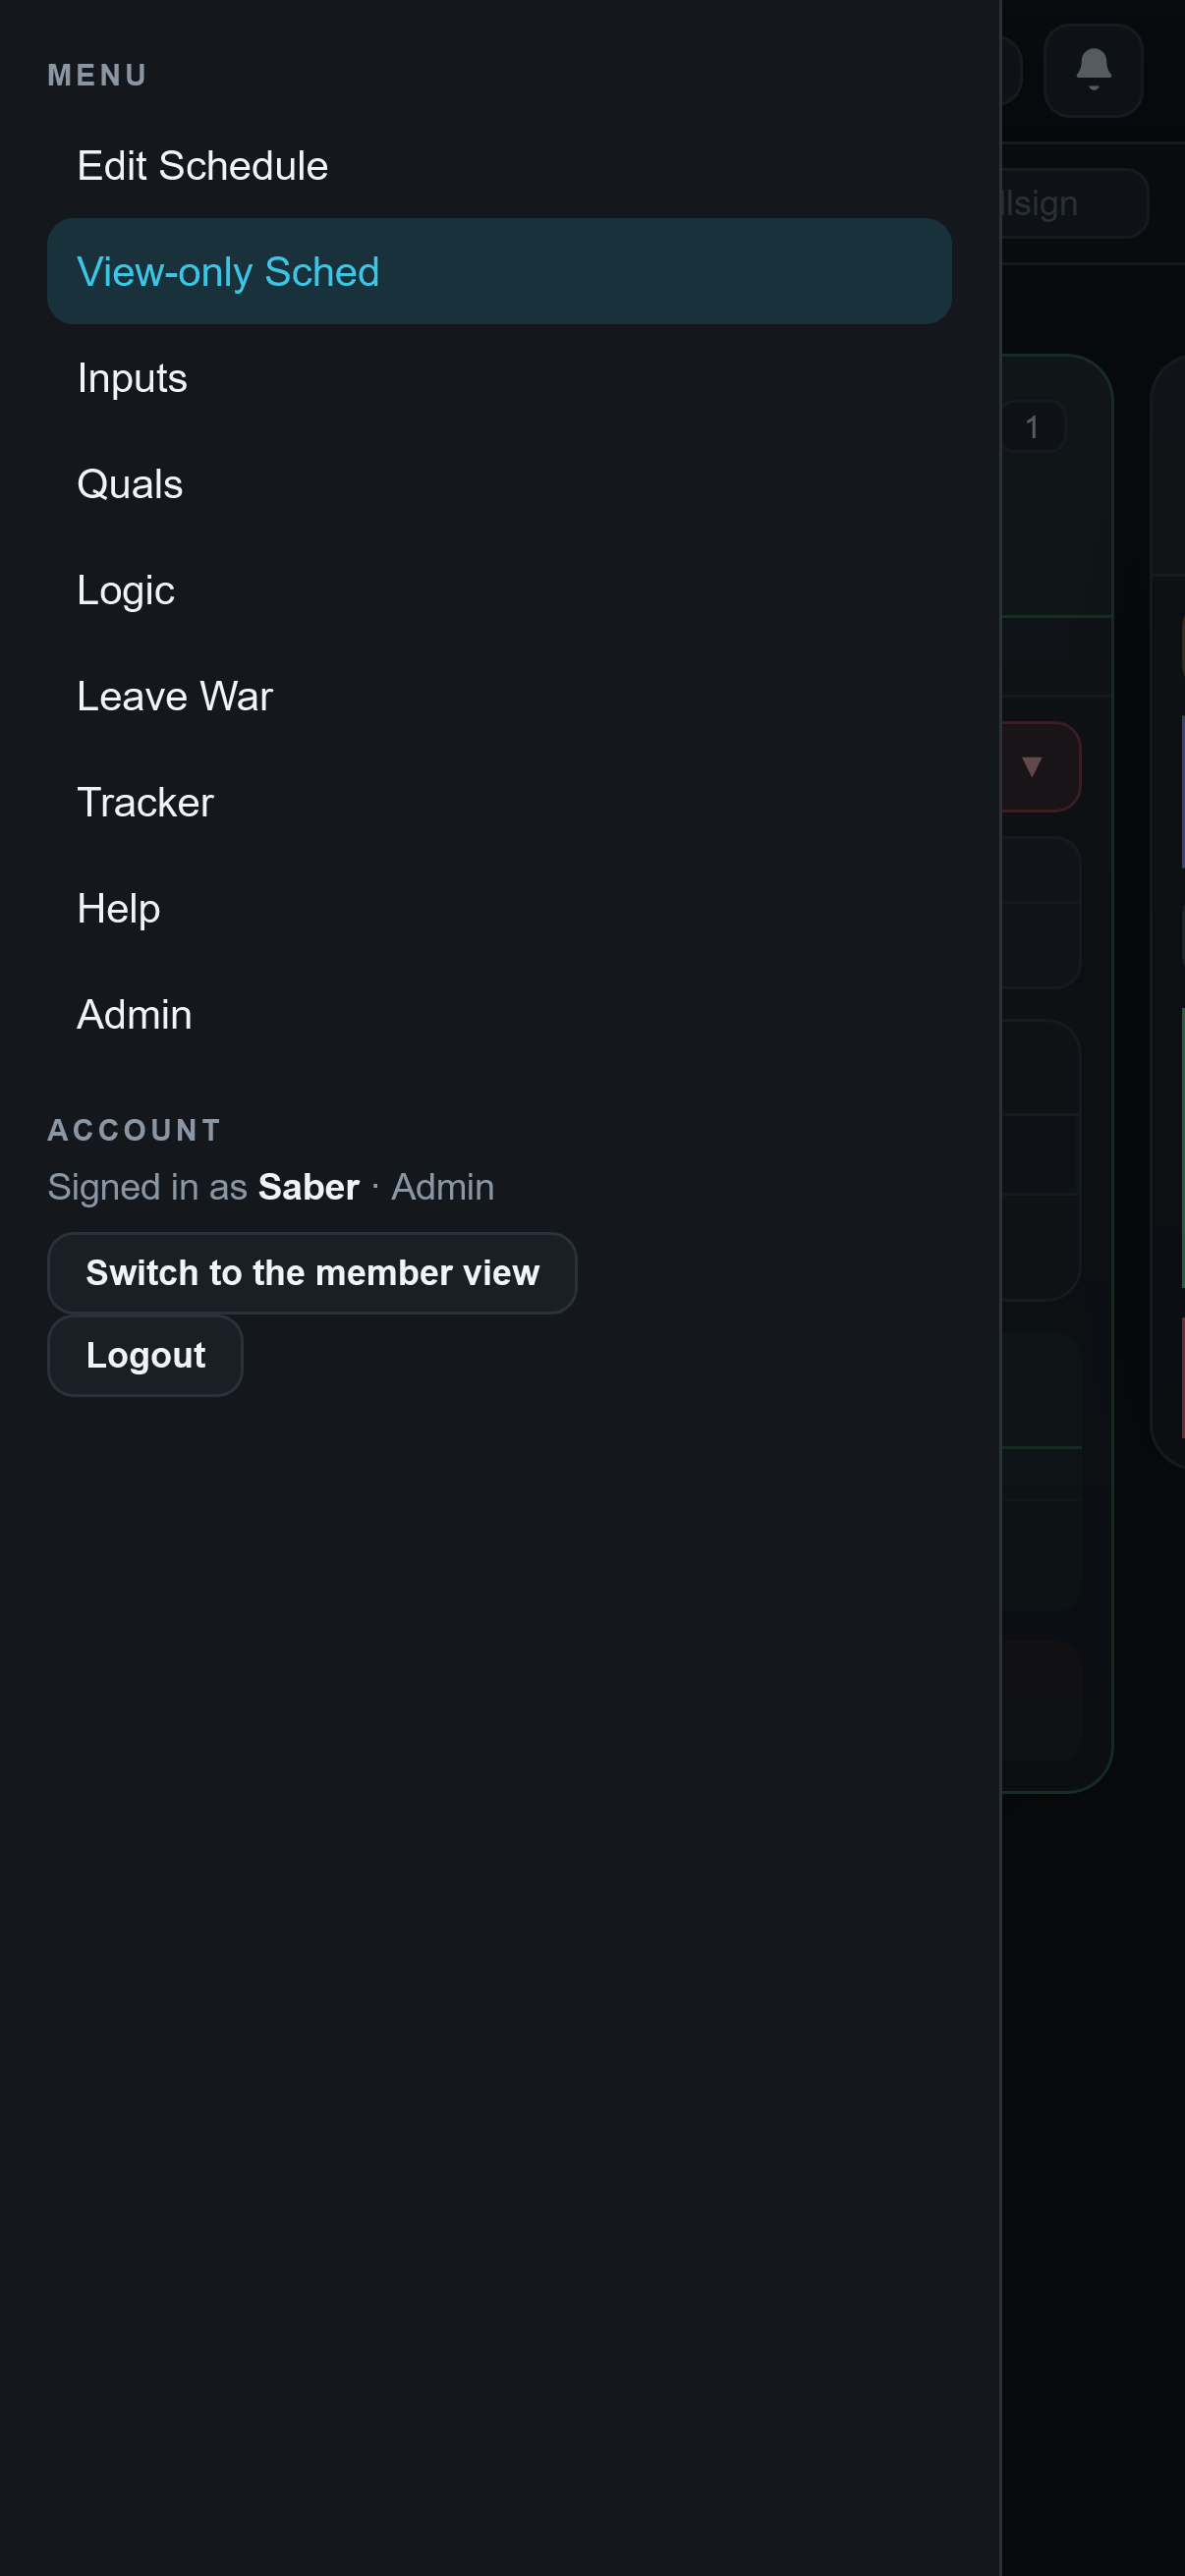 MENU
Edit Schedule
View-only Sched
Inputs
Quals
Logic
Leave War
Tracker
Help
Admin
ACCOUNT
Signed in as Saber · Admin
Switch to the member view
Logout
llsign
1